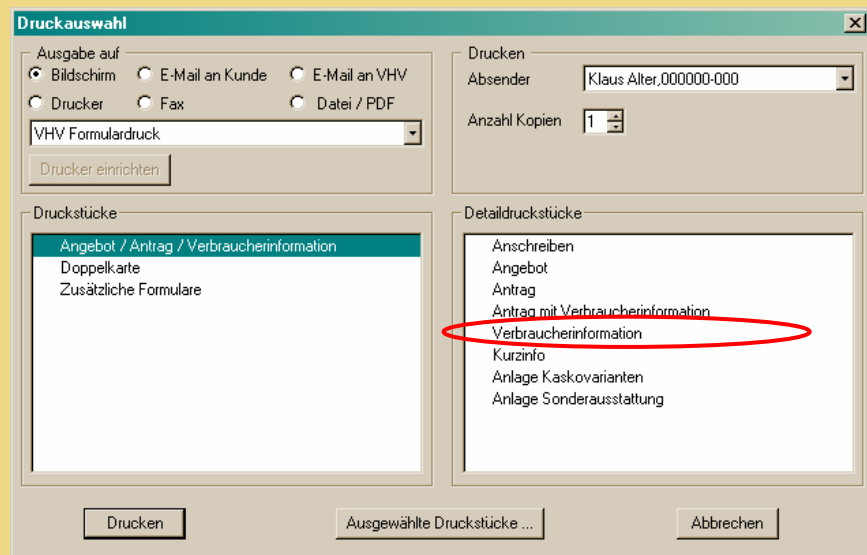 Druckauswahl
Ausgabe auf
Bildschirm E-Mail an Kunde E-Mail an VHV
Drucker Fax Datei / PDF
VHV Formulardruck
Drucker einrichten
Drucken
Absender Klaus Alter,000000-000
Anzahl Kopien 1
Druckstücke
Angebot / Antrag / Verbraucherinformation
Doppelkarte
Zusätzliche Formulare
Detaildruckstücke
Anschreiben
Angebot
Antrag
Antrag mit Verbraucherinformation
Verbraucherinformation
Kurzinfo
Anlage Kaskovarianten
Anlage Sonderausstattung
Drucken Ausgewählte Druckstücke ... Abbrechen